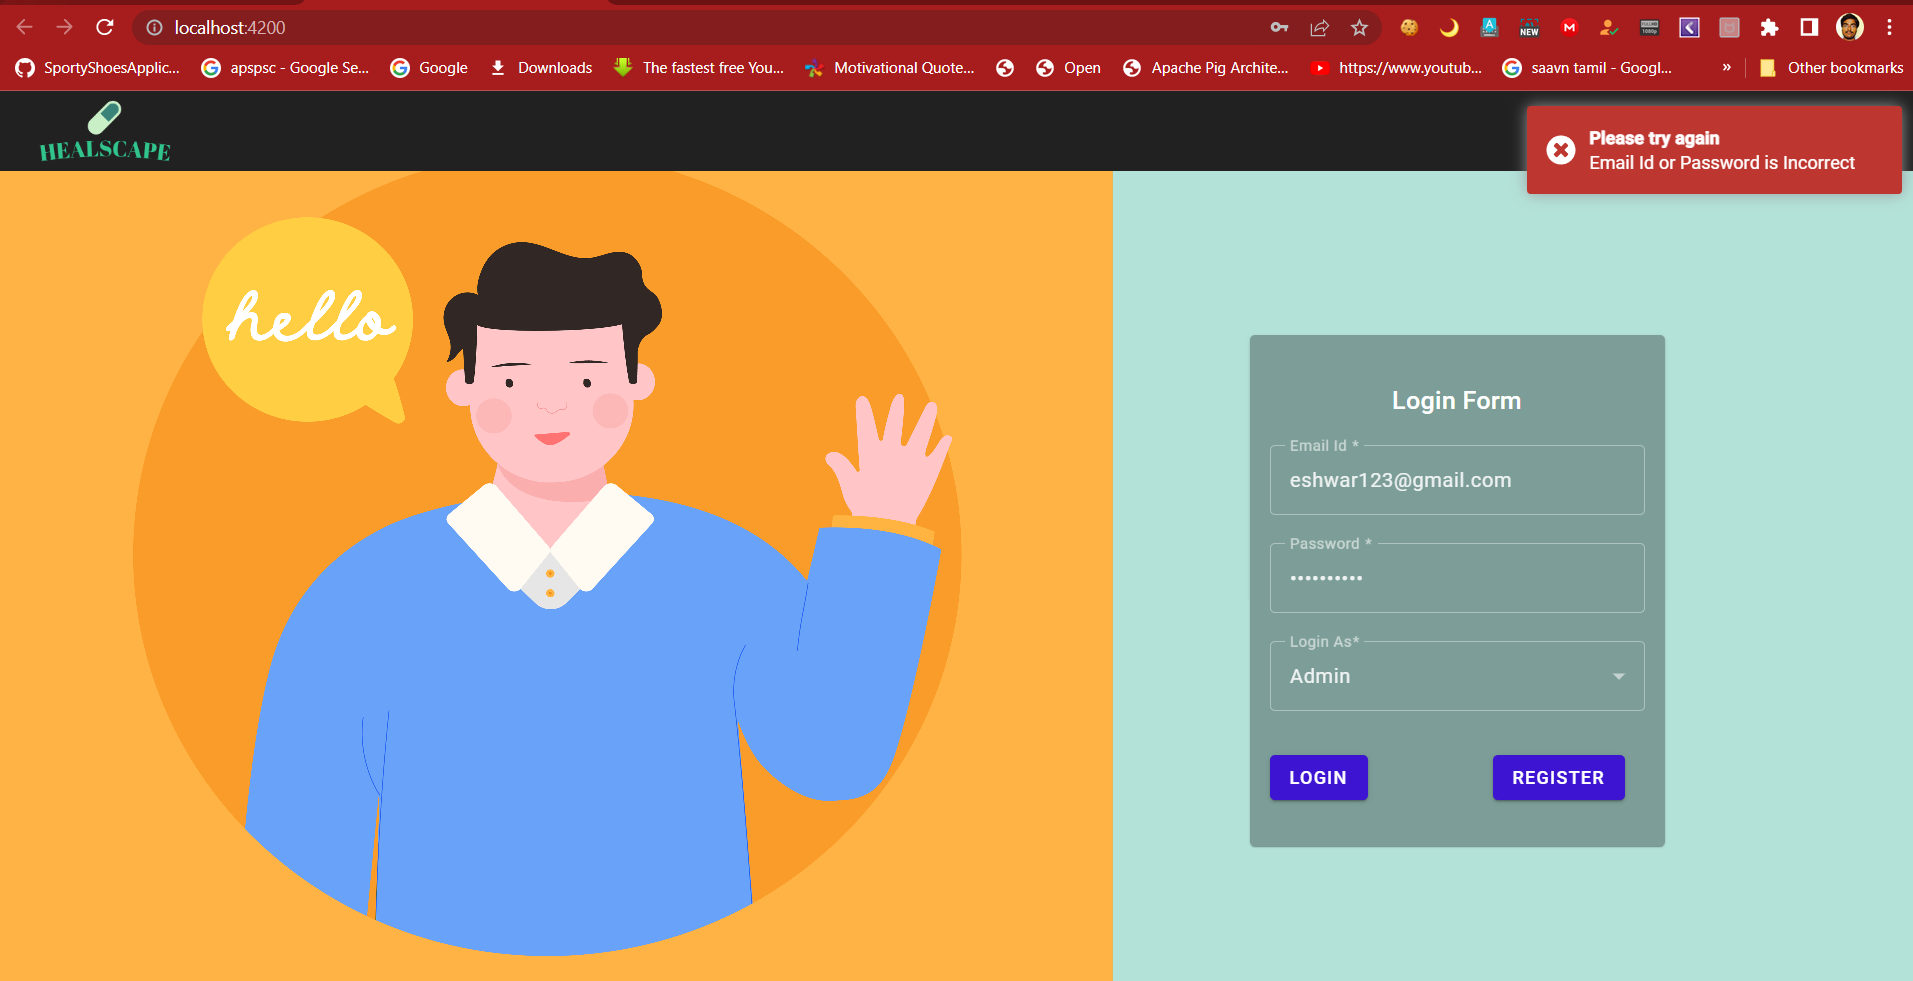 localhost:4200
A
NEW
M
1080p
SportyShoesApplic...
apspsc - Google Se...
Google
Downloads
The fastest free You...
Motivational Quote...
Open
Apache Pig Archite...
https://www.youtub...
saavn tamil - Googl...
»
Other bookmarks
HEALSCAPE
Please try again
Email Id or Password is Incorrect
hello
Login Form
Email Id *
eshwar123@gmail.com
Password *
••••••••••
Login As*
Admin
LOGIN
REGISTER